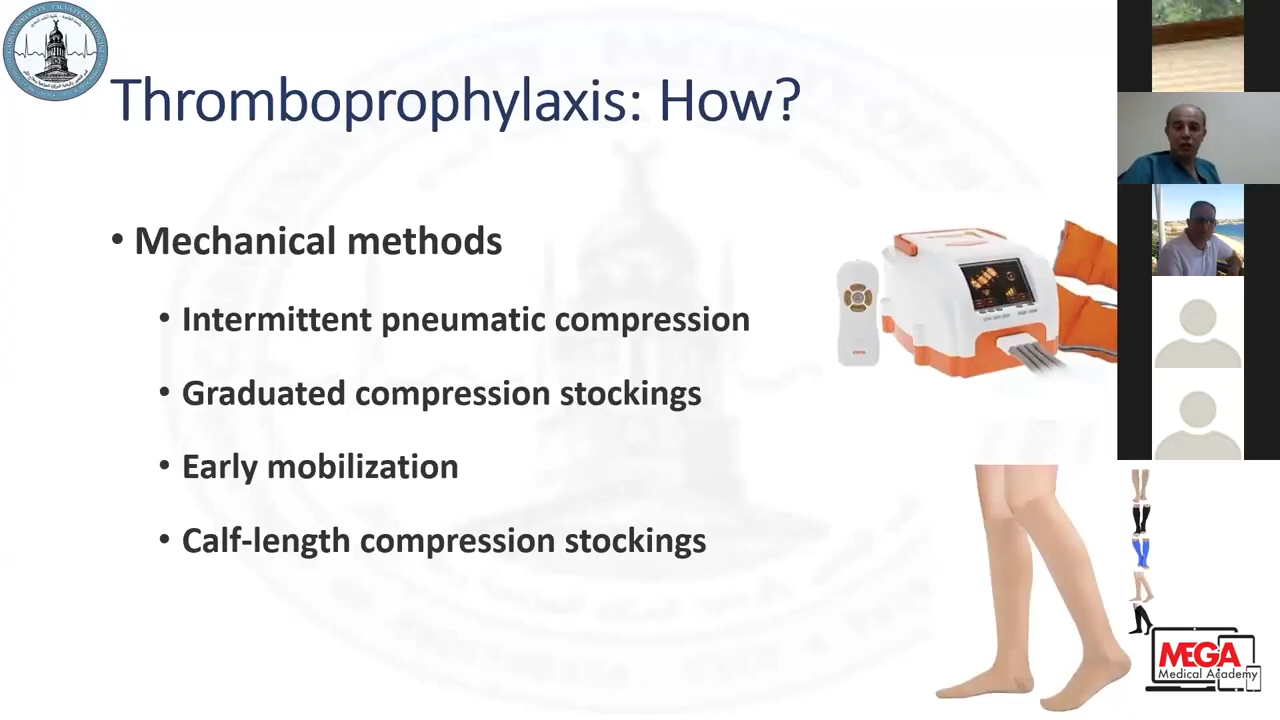 Thromboprophylaxis: How?
• Mechanical methods
• Intermittent pneumatic compression
• Graduated compression stockings
• Early mobilization
• Calf-length compression stockings
MEGA
Medical Academy